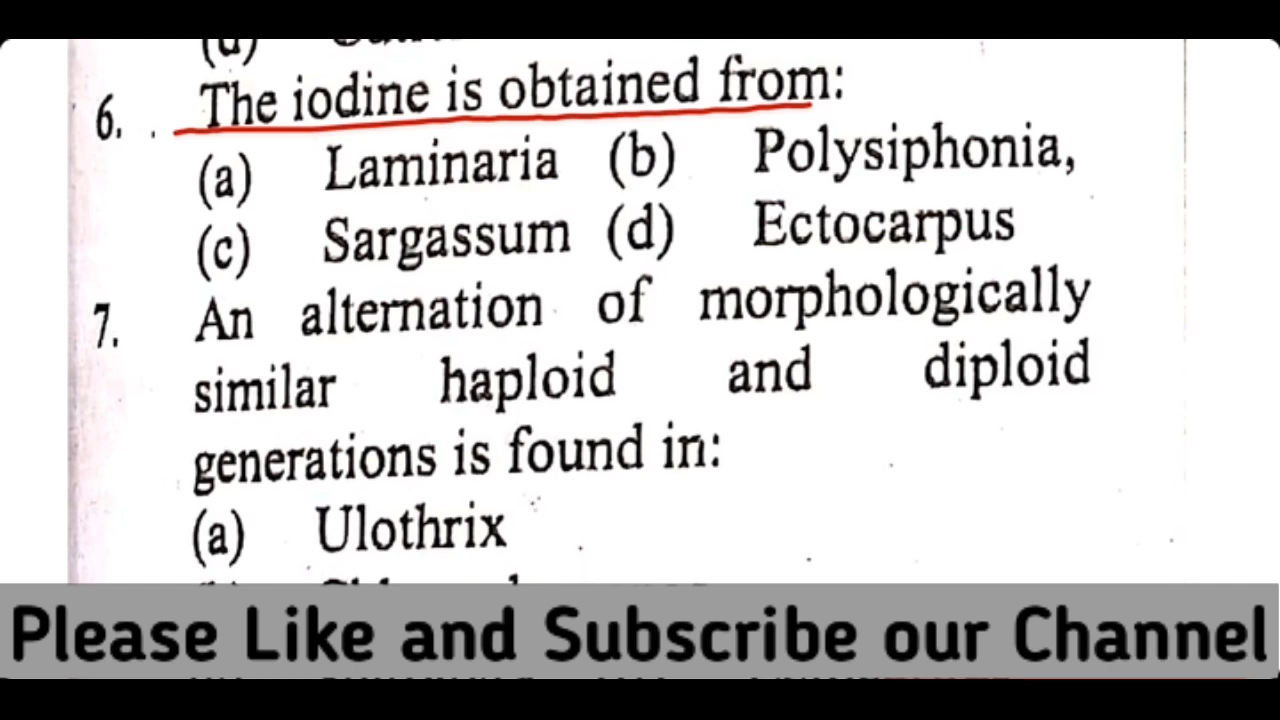 (d)
6. The iodine is obtained from:
(a) Laminaria (b) Polysiphonia,
(c) Sargassum (d) Ectocarpus
7. An alternation of morphologically
similar haploid and diploid
generations is found in:
(a) Ulothrix
Please Like and Subscribe our Channel